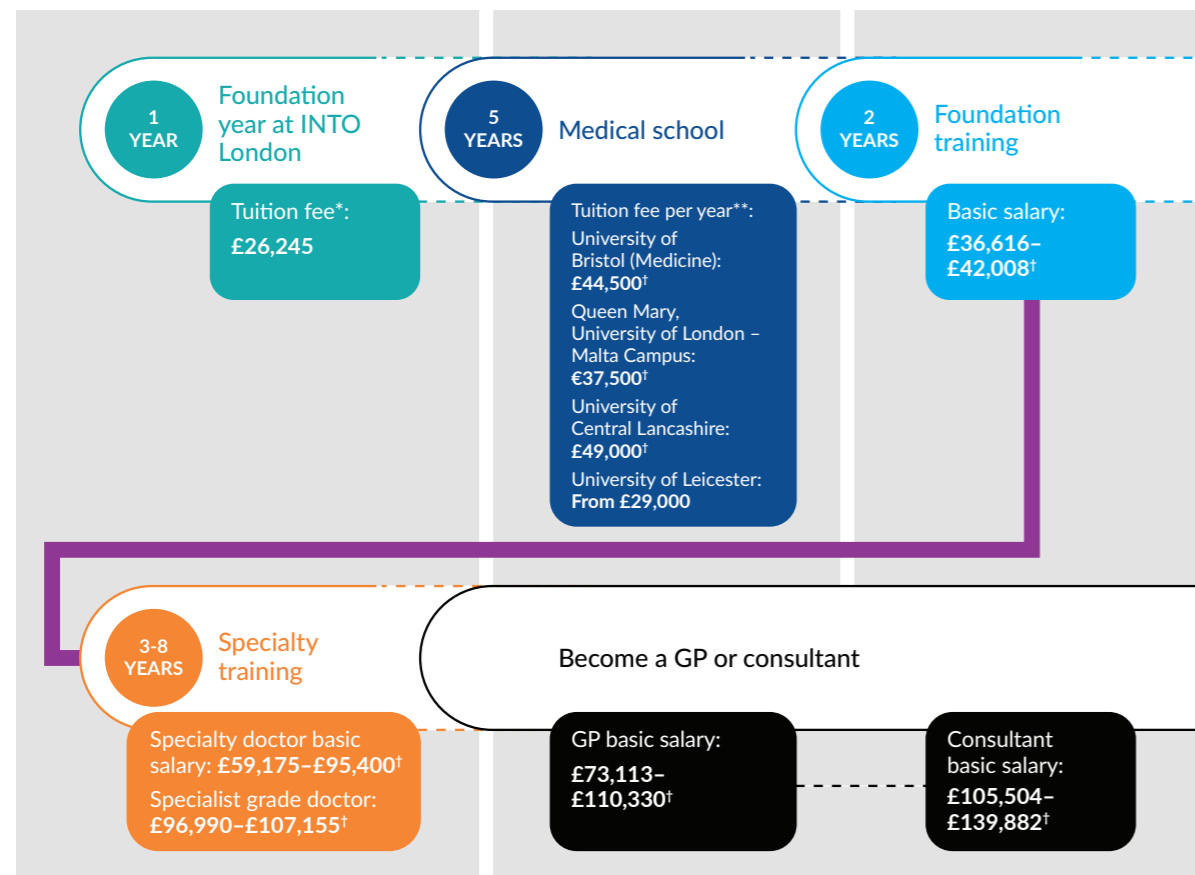 1
YEAR
Foundation
year at INTO
London
Tuition fee*:
£26,245
5
YEARS
Medical school
Tuition fee per year**:
University of
Bristol (Medicine):
£44,500†
Queen Mary,
University of London –
Malta Campus:
€37,500†
University of
Central Lancashire:
£49,000†
University of Leicester:
From £29,000
2
YEARS
Foundation
training
Basic salary:
£36,616–
£42,008†
3-8
YEARS
Specialty
training
Specialty doctor basic
salary: £59,175–£95,400†
Specialist grade doctor:
£96,990–£107,155†
Become a GP or consultant
GP basic salary:
£73,113–
£110,330†
Consultant
basic salary:
£105,504–
£139,882†